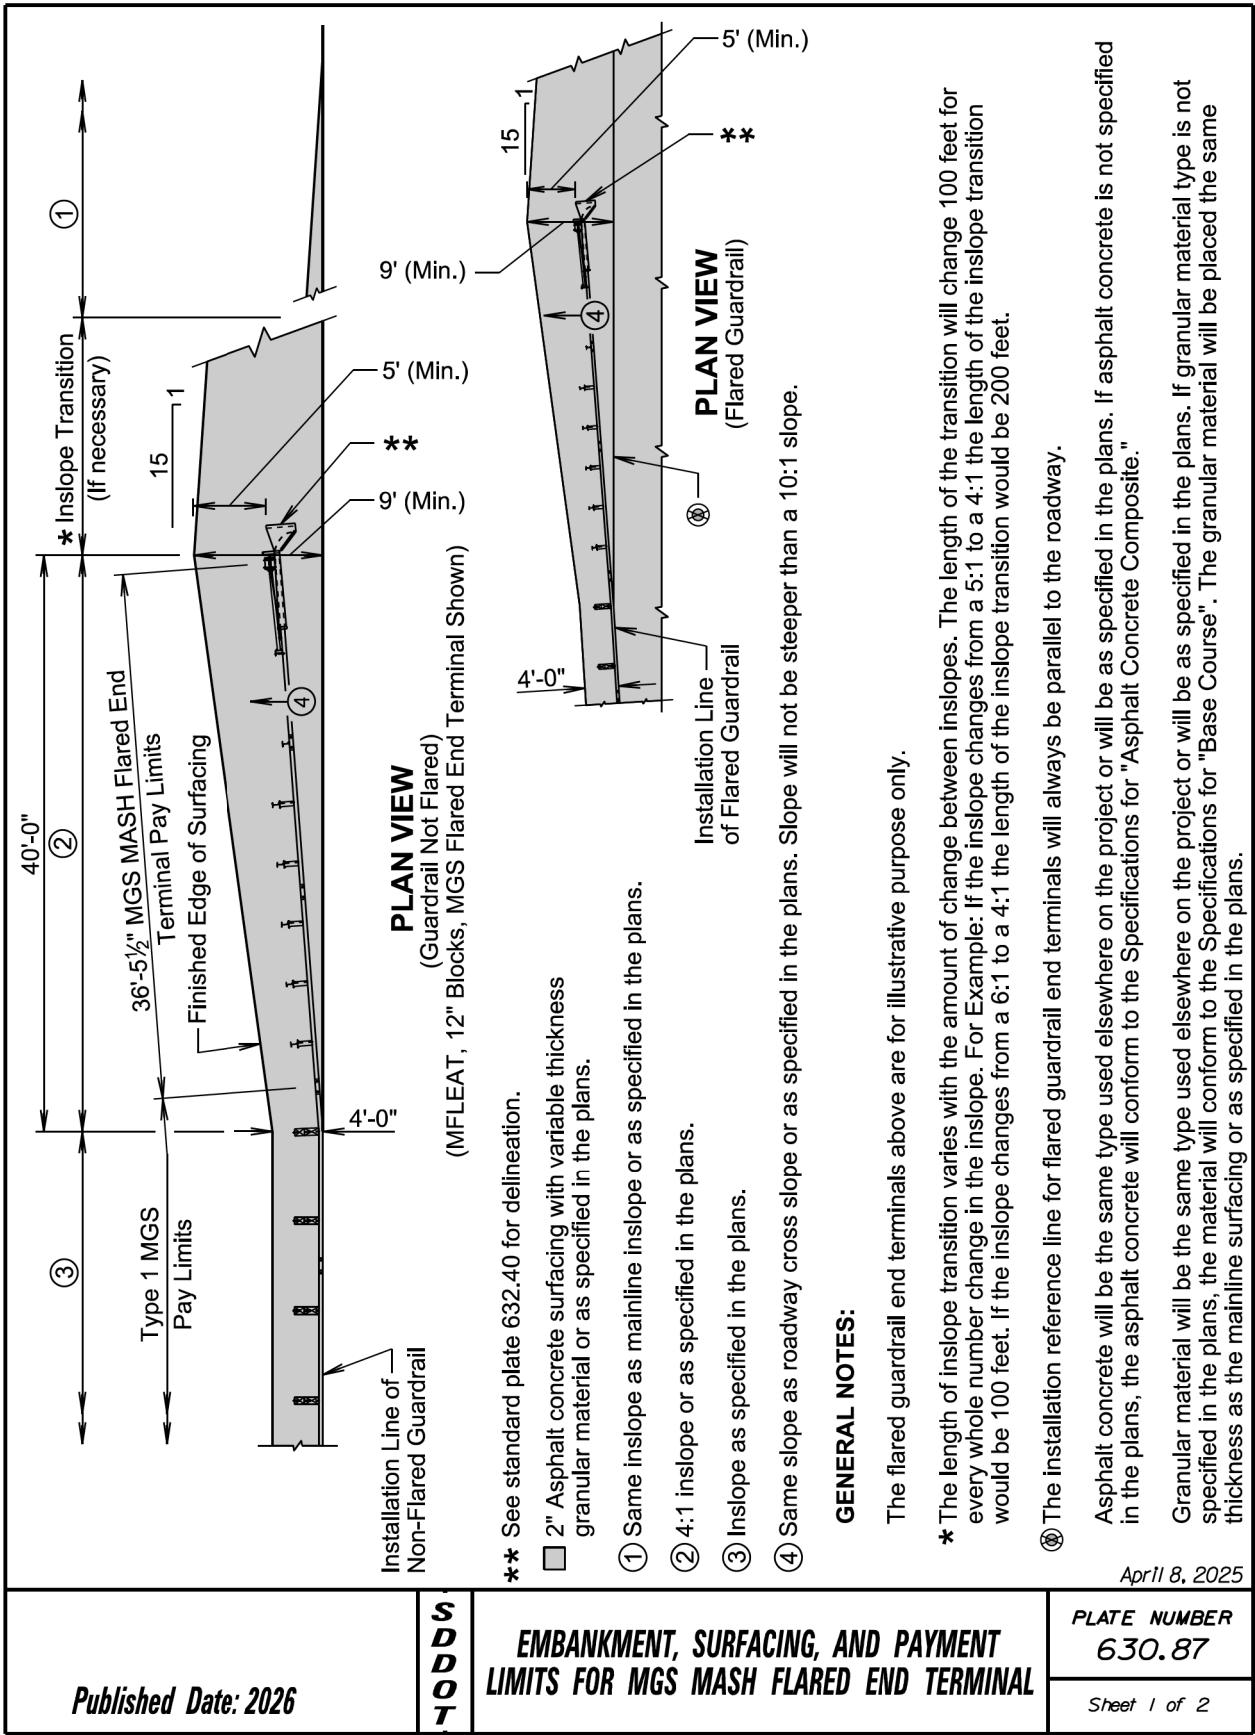 ①
* Inslope Transition
(If necessary)
15
1
5' (Min.)
**
9' (Min.)
40'-0"
②
36'-5½" MGS MASH Flared End
Terminal Pay Limits
Finished Edge of Surfacing
④
4'-0"
③
Type 1 MGS
Pay Limits
Installation Line of
Non-Flared Guardrail
PLAN VIEW
(Guardrail Not Flared)
(MFLEAT, 12" Blocks, MGS Flared End Terminal Shown)
5' (Min.)
15
1
**
9' (Min.)
④
4'-0"
Installation Line
of Flared Guardrail
PLAN VIEW
(Flared Guardrail)
** See standard plate 632.40 for delineation.
2" Asphalt concrete surfacing with variable thickness
granular material or as specified in the plans.
① Same inslope as mainline inslope or as specified in the plans.
② 4:1 inslope or as specified in the plans.
③ Inslope as specified in the plans.
④ Same slope as roadway cross slope or as specified in the plans. Slope will not be steeper than a 10:1 slope.
GENERAL NOTES:
The flared guardrail end terminals above are for illustrative purpose only.
* The length of inslope transition varies with the amount of change between inslopes. The length of the transition will change 100 feet for
every whole number change in the inslope. For Example: If the inslope changes from a 5:1 to a 4:1 the length of the inslope transition
would be 100 feet. If the inslope changes from a 6:1 to a 4:1 the length of the inslope transition would be 200 feet.
The installation reference line for flared guardrail end terminals will always be parallel to the roadway.
Asphalt concrete will be the same type used elsewhere on the project or will be as specified in the plans. If asphalt concrete is not specified
in the plans, the asphalt concrete will conform to the Specifications for "Asphalt Concrete Composite."
Granular material will be the same type used elsewhere on the project or will be as specified in the plans. If granular material type is not
specified in the plans, the material will conform to the Specifications for "Base Course". The granular material will be placed the same
thickness as the mainline surfacing or as specified in the plans.
April 8, 2025
Published Date: 2026
SDDOT
EMBANKMENT, SURFACING, AND PAYMENT
LIMITS FOR MGS MASH FLARED END TERMINAL
PLATE NUMBER
630.87
Sheet 1 of 2